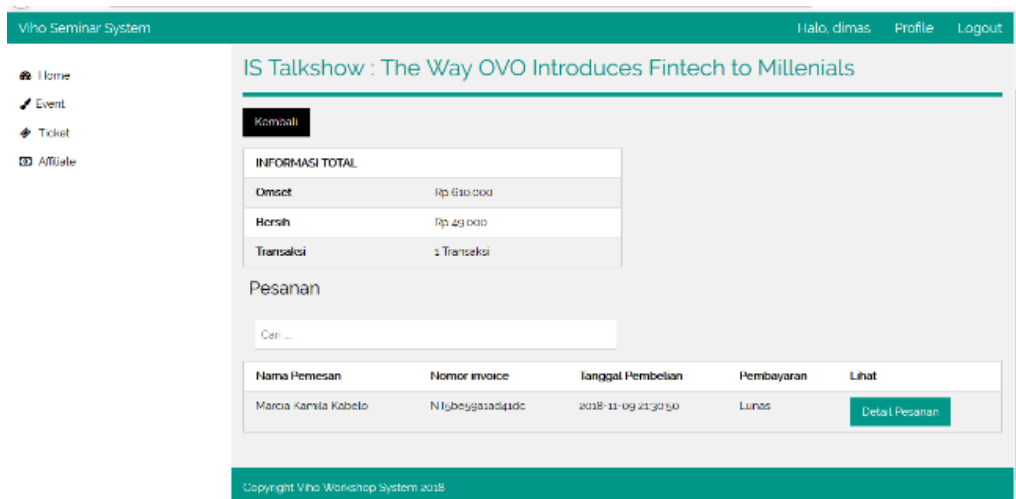 Viho Seminar System Halo, dimas Profile Logout
Home
Event
Ticket
Affiliate
IS Talkshow : The Way OVO Introduces Fintech to Millenials
Kembali
INFORMASI TOTAL
Omset Rp 610.000
Bersih Rp 49.000
Transaksi 1 Transaksi
Pesanan
Cari ...
Nama Pemesan Nomor invoice Tanggal Pembelian Pembayaran Lihat
Marcia Kamila Kabelo 2018-11-09 21:30:50 Lunas Detail Pesanan
Copyright Viho Workshop System 2018